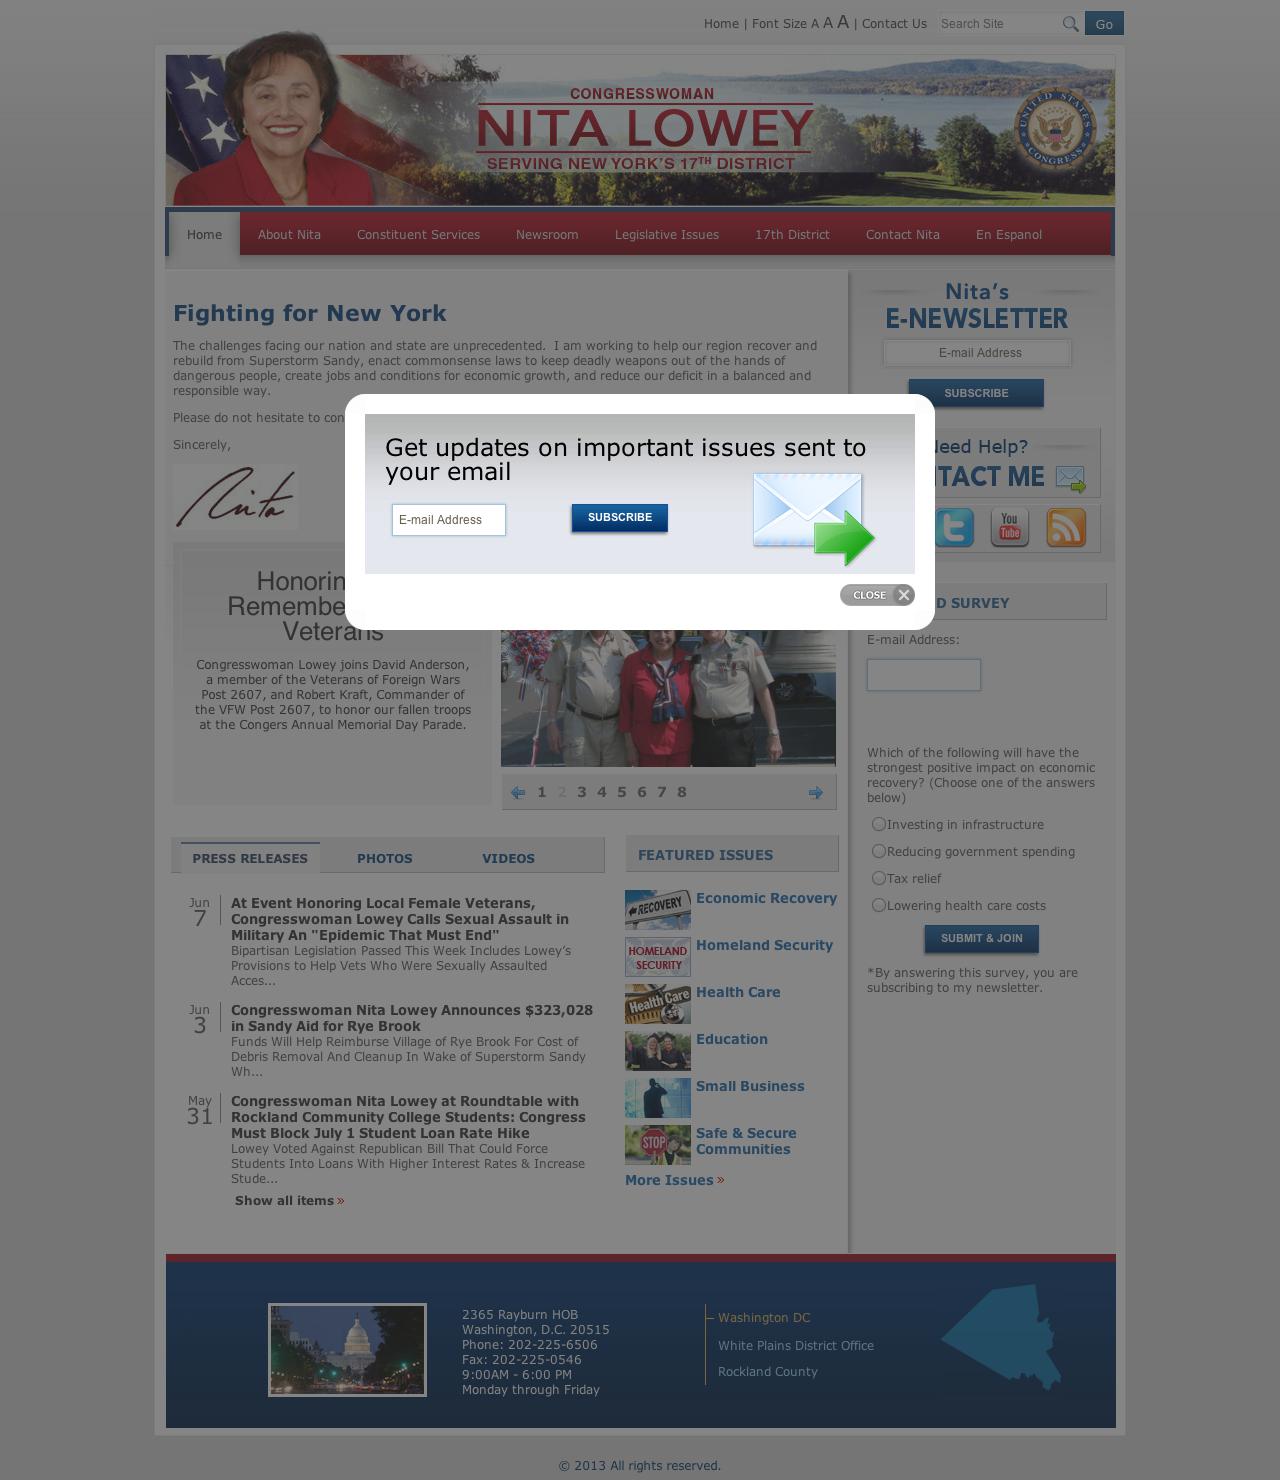 Home | Font Size A A A | Contact Us
Search Site
Go
CONGRESSWOMAN
NITA LOWEY
SERVING NEW YORK'S 17TH DISTRICT
UNITED STATES
CONGRESS
Home
About Nita
Constituent Services
Newsroom
Legislative Issues
17th District
Contact Nita
En Espanol
Fighting for New York
The challenges facing our nation and state are unprecedented.  I am working to help our region recover and
rebuild from Superstorm Sandy, enact commonsense laws to keep deadly weapons out of the hands of
dangerous people, create jobs and conditions for economic growth, and reduce our deficit in a balanced and
responsible way.
Please do not hesitate to con
Sincerely,
Nita
Honorin
Remembe
Veterans
Congresswoman Lowey joins David Anderson,
a member of the Veterans of Foreign Wars
Post 2607, and Robert Kraft, Commander of
the VFW Post 2607, to honor our fallen troops
at the Congers Annual Memorial Day Parade.
1 2 3 4 5 6 7 8
Get updates on important issues sent to
your email
E-mail Address
SUBSCRIBE
CLOSE
Nita's
E-NEWSLETTER
E-mail Address
SUBSCRIBE
Need Help?
NTACT ME
You
Tube
D SURVEY
E-mail Address:
Which of the following will have the
strongest positive impact on economic
recovery? (Choose one of the answers
below)
Investing in infrastructure
Reducing government spending
Tax relief
Lowering health care costs
SUBMIT & JOIN
*By answering this survey, you are
subscribing to my newsletter.
PRESS RELEASES
PHOTOS
VIDEOS
Jun
7
At Event Honoring Local Female Veterans,
Congresswoman Lowey Calls Sexual Assault in
Military An "Epidemic That Must End"
Bipartisan Legislation Passed This Week Includes Lowey's
Provisions to Help Vets Who Were Sexually Assaulted
Acces...
Jun
3
Congresswoman Nita Lowey Announces $323,028
in Sandy Aid for Rye Brook
Funds Will Help Reimburse Village of Rye Brook For Cost of
Debris Removal And Cleanup In Wake of Superstorm Sandy
Wh...
May
31
Congresswoman Nita Lowey at Roundtable with
Rockland Community College Students: Congress
Must Block July 1 Student Loan Rate Hike
Lowey Voted Against Republican Bill That Could Force
Students Into Loans With Higher Interest Rates & Increase
Stude...
Show all items »
FEATURED ISSUES
RECOVERY
Economic Recovery
HOMELAND
SECURITY
Homeland Security
Health Care
Health Care
Education
Small Business
STOP
Safe & Secure
Communities
More Issues »
2365 Rayburn HOB
Washington, D.C. 20515
Phone: 202-225-6506
Fax: 202-225-0546
9:00AM - 6:00 PM
Monday through Friday
Washington DC
White Plains District Office
Rockland County
© 2013 All rights reserved.